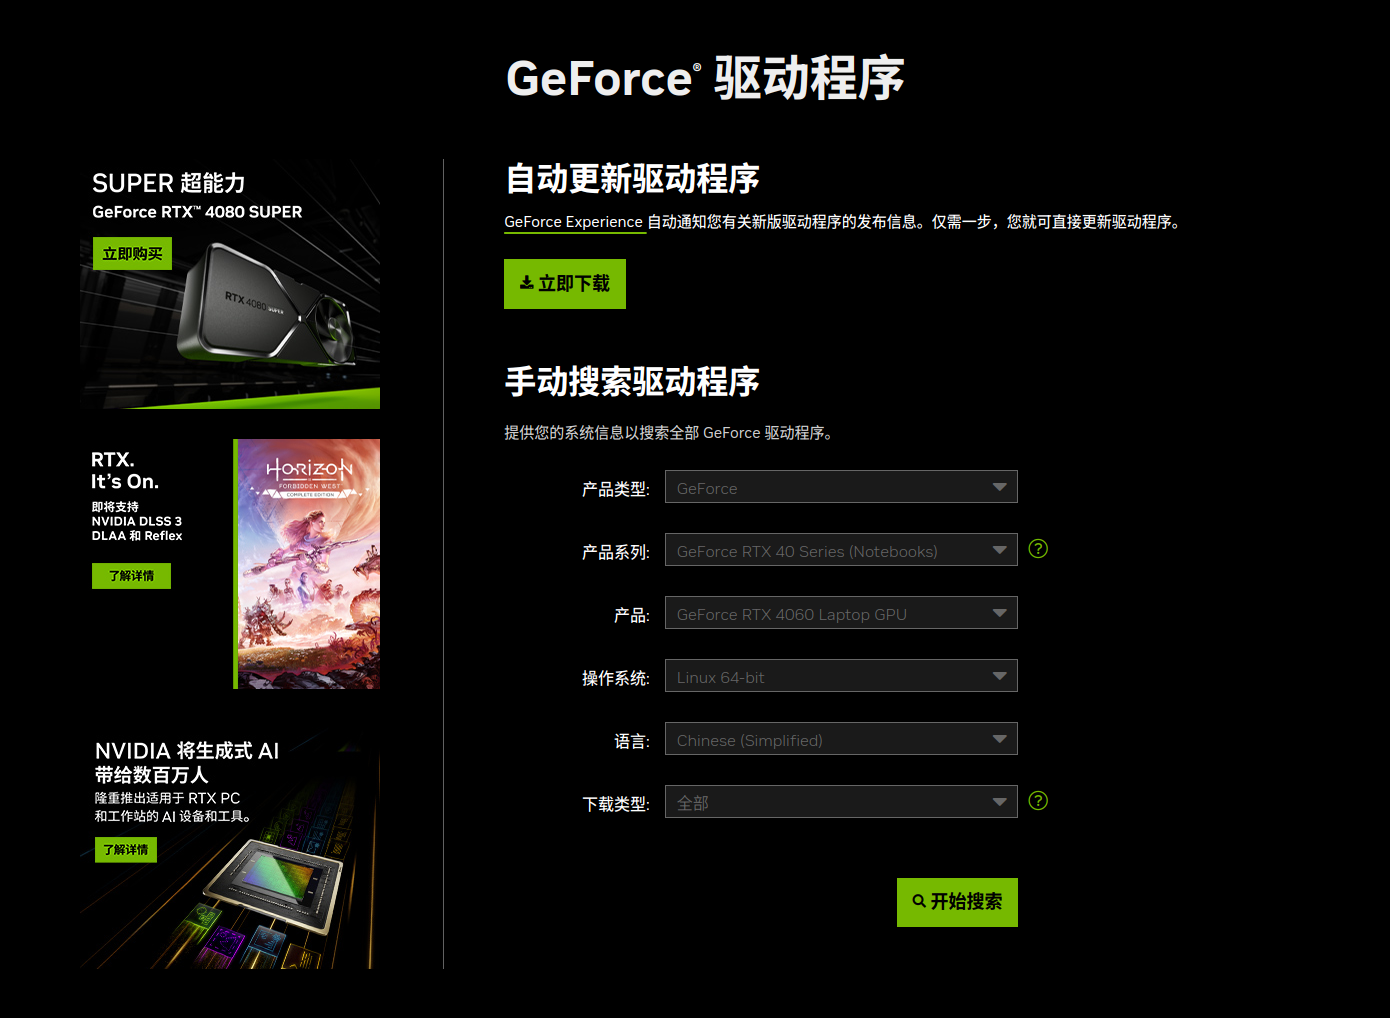 GeForce® 驱动程序
SUPER 超能力
GeForce RTX™ 4080 SUPER
立即购买
RTX 4080 SUPER
RTX.
It's On.
即将支持
NVIDIA DLSS 3
DLAA 和 Reflex
了解详情
HORIZON
FORBIDDEN WEST
COMPLETE EDITION
NVIDIA 将生成式 AI
带给数百万人
隆重推出适用于 RTX PC
和工作站的 AI 设备和工具。
了解详情
自动更新驱动程序
GeForce Experience 自动通知您有关新版驱动程序的发布信息。仅需一步，您就可直接更新驱动程序。
立即下载
手动搜索驱动程序
提供您的系统信息以搜索全部 GeForce 驱动程序。
产品类型: GeForce
产品系列: GeForce RTX 40 Series (Notebooks) ?
产品: GeForce RTX 4060 Laptop GPU
操作系统: Linux 64-bit
语言: Chinese (Simplified)
下载类型: 全部 ?
开始搜索